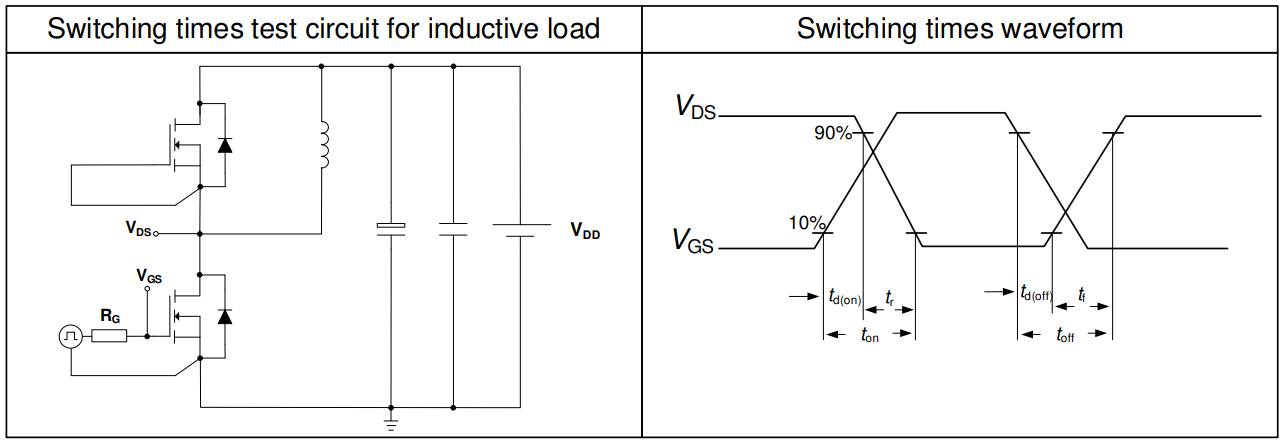 Switching times test circuit for inductive load
Switching times waveform
VDS
VDD
VGS
RG
VDS
90%
10%
VGS
td(on)
tr
td(off)
tf
ton
toff